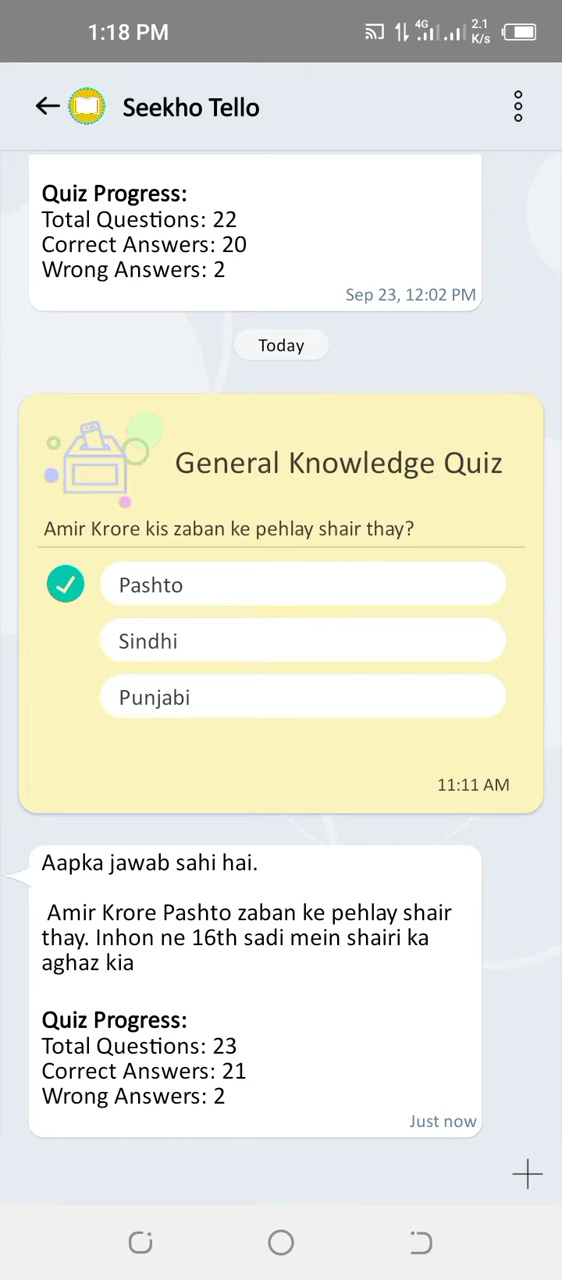 1:18 PM
4G
2.1
K/s
Seekho Tello
Quiz Progress:
Total Questions: 22
Correct Answers: 20
Wrong Answers: 2
Sep 23, 12:02 PM
Today
General Knowledge Quiz
Amir Krore kis zaban ke pehlay shair thay?
Pashto
Sindhi
Punjabi
11:11 AM
Aapka jawab sahi hai.
Amir Krore Pashto zaban ke pehlay shair
thay. Inhon ne 16th sadi mein shairi ka
aghaz kia
Quiz Progress:
Total Questions: 23
Correct Answers: 21
Wrong Answers: 2
Just now